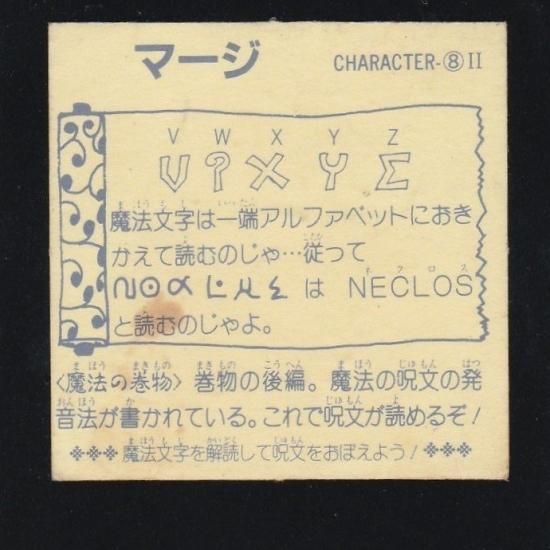 マージ CHARACTER-⑧II
V W X Y Z
魔法文字は一端アルファベットにおき
かえて読むのじゃ…従って
は NECLOS
と読むのじゃよ。
〈魔法の巻物〉巻物の後編。魔法の呪文の発
音法が書かれている。これで呪文が読めるぞ!
魔法文字を解読して呪文をおぼえよう!